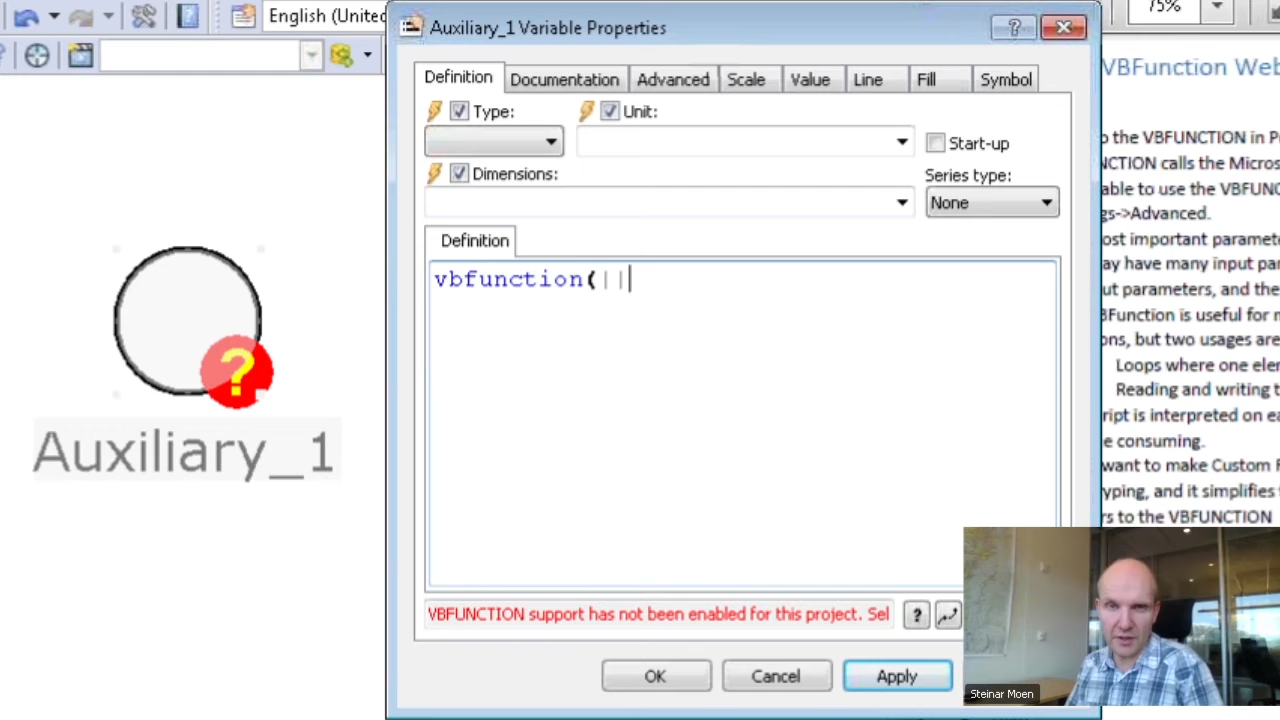 English (United
Auxiliary_1
Auxiliary_1 Variable Properties
Definition Documentation Advanced Scale Value Line Fill Symbol
Type: Unit:
Start-up
Dimensions: Series type:
None
Definition
vbfunction(||
VBFUNCTION support has not been enabled for this project. Sel
?
OK Cancel Apply
75%
VBFunction Web
to the VBFUNCTION in
NCTION calls the Micros
able to use the VBFUNC
gs->Advanced.
ost important paramete
ay have many input par
ut parameters, and the
BFunction is useful for
ons, but two usages are
Loops where one ele
Reading and writing t
ript is interpreted on ea
e consuming.
want to make Custom F
yping, and it simplifies
rs to the VBFUNCTION
Steinar Moen